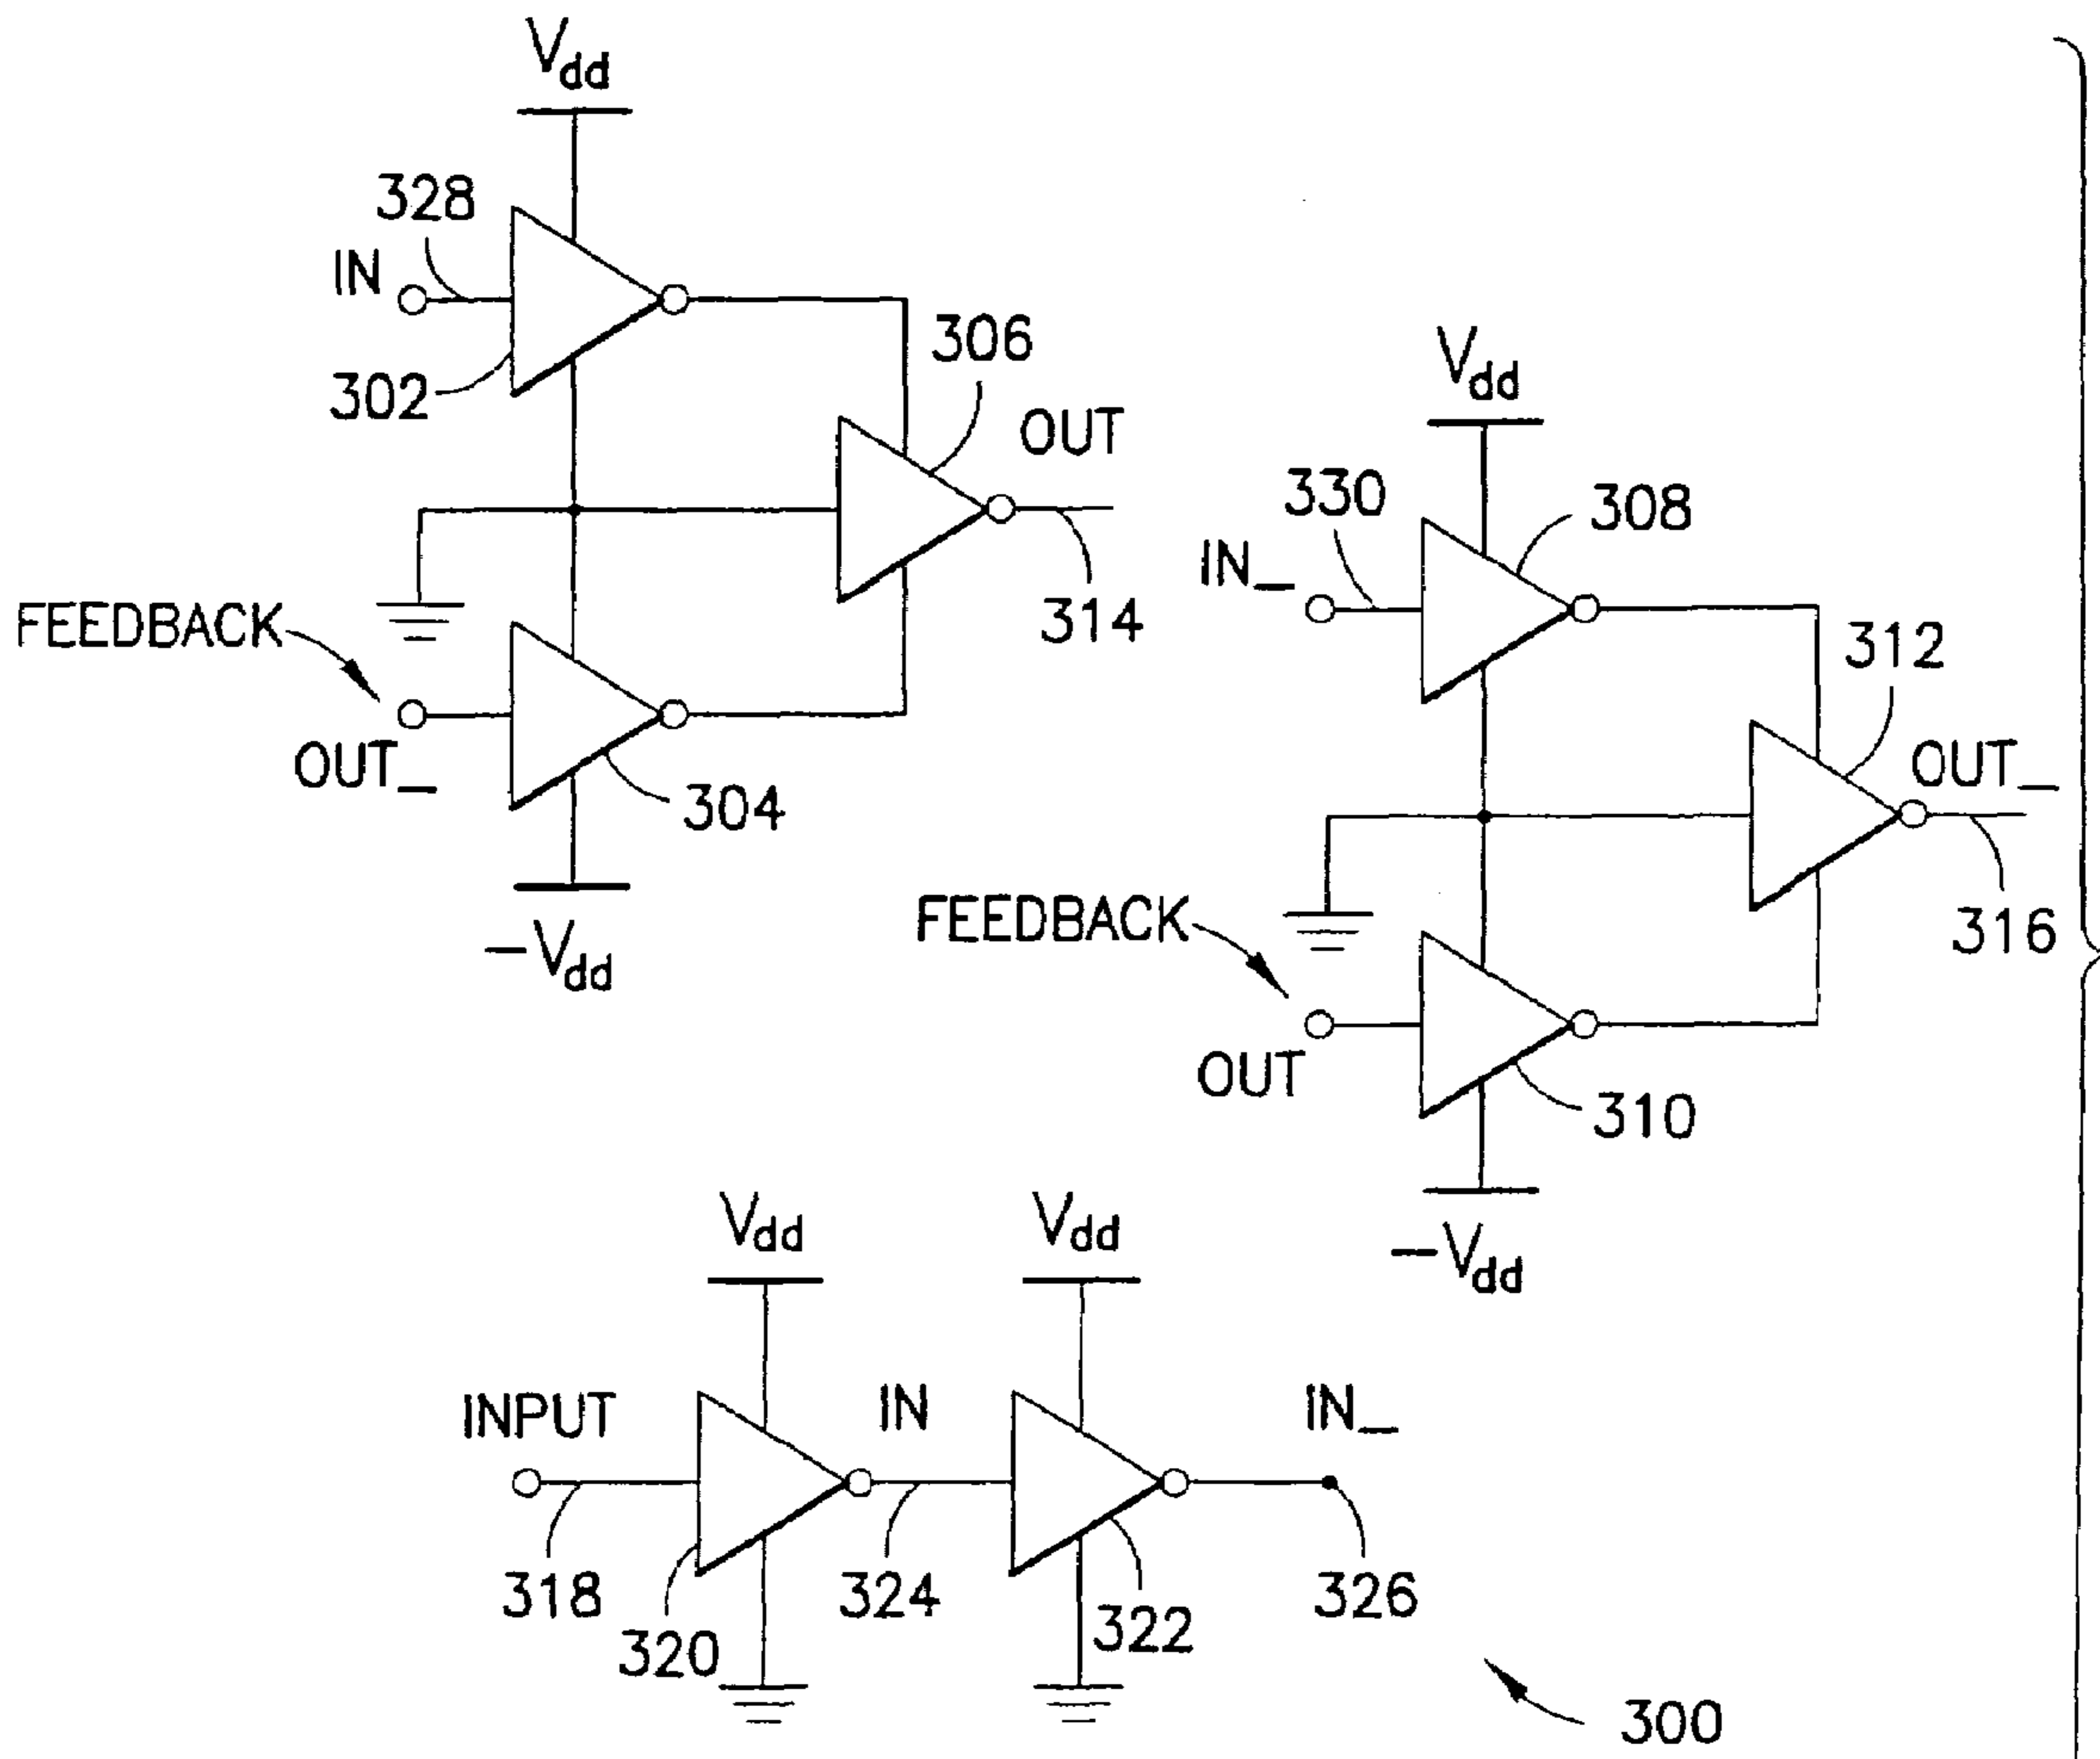 Vdd
328
IN
302
306
OUT
314
FEEDBACK
OUT_
304
-Vdd
Vdd
330
IN_
308
312
OUT_
316
FEEDBACK
OUT
310
-Vdd
Vdd
Vdd
INPUT
IN
IN_
318
320
324
322
326
300